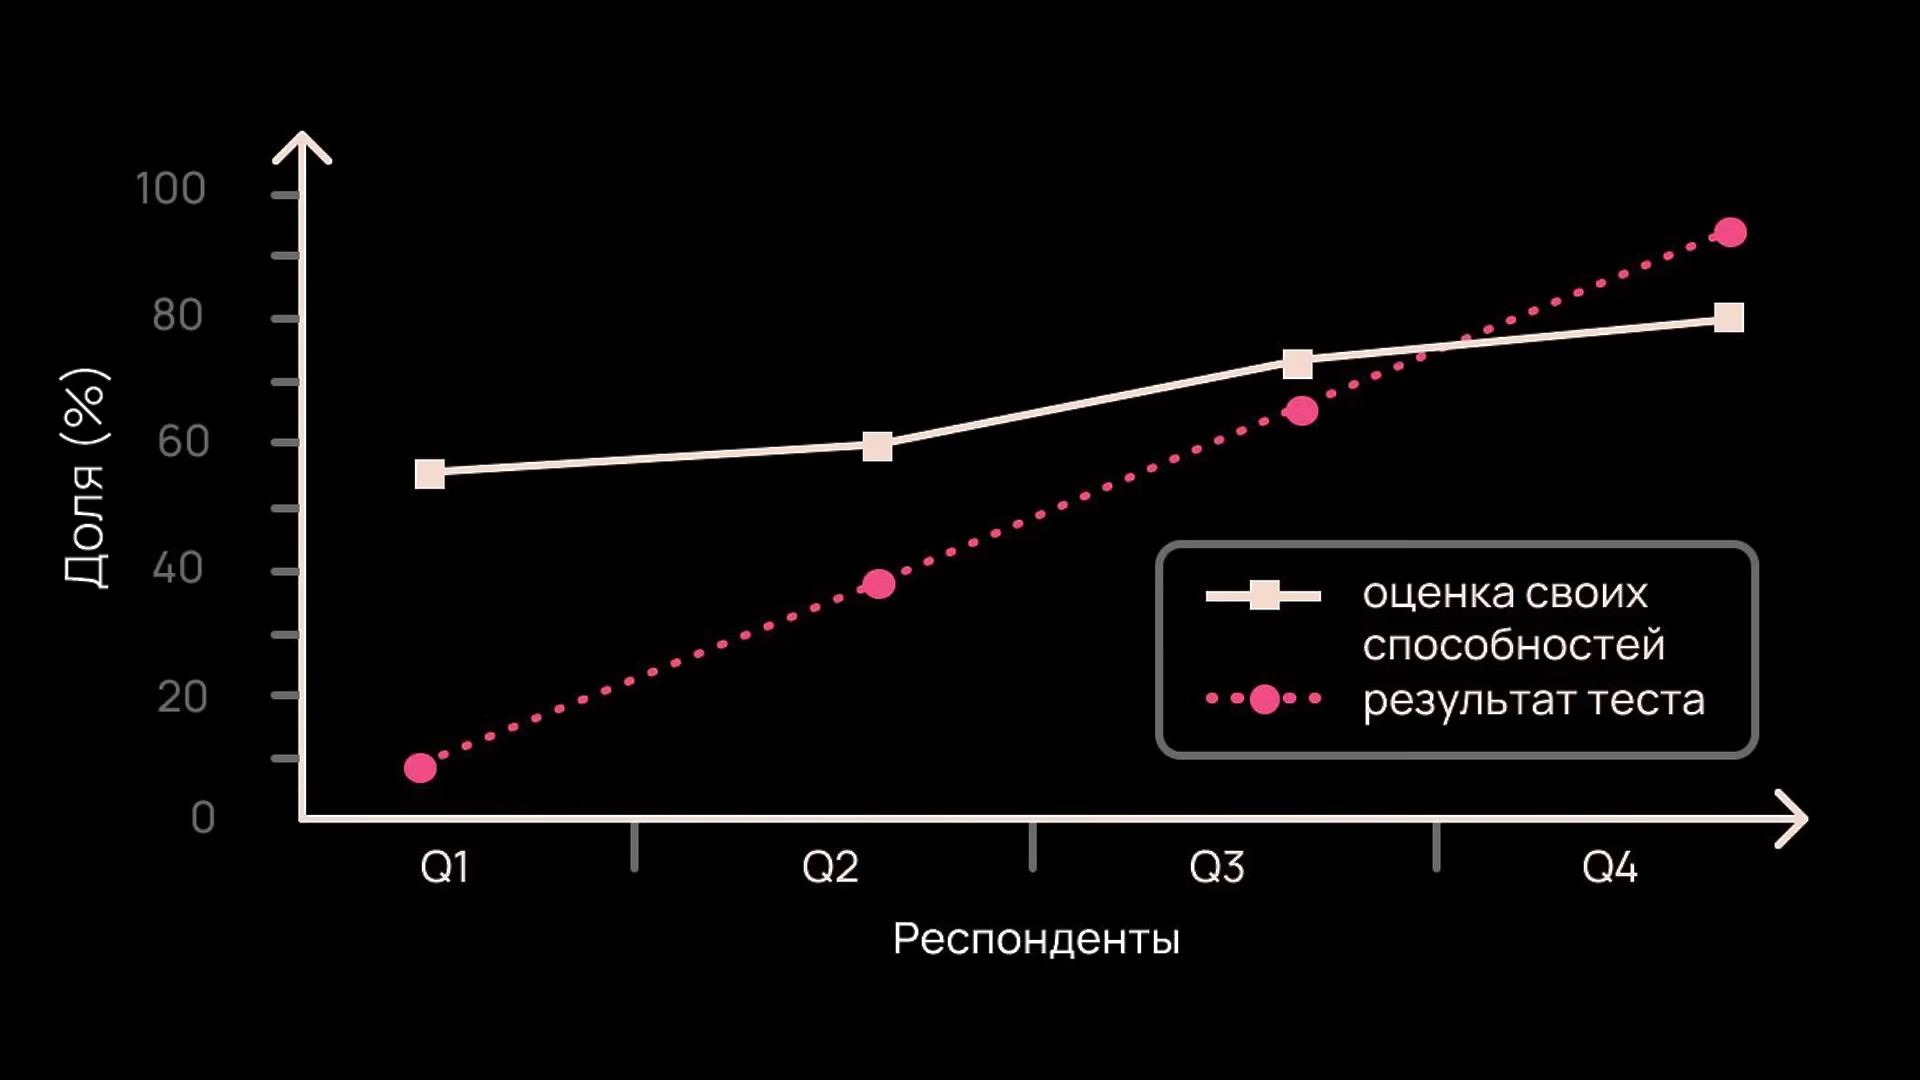 100
80
60
40
20
0
Доля (%)
Q1
Q2
Q3
Q4
Респонденты
оценка своих
способностей
результат теста